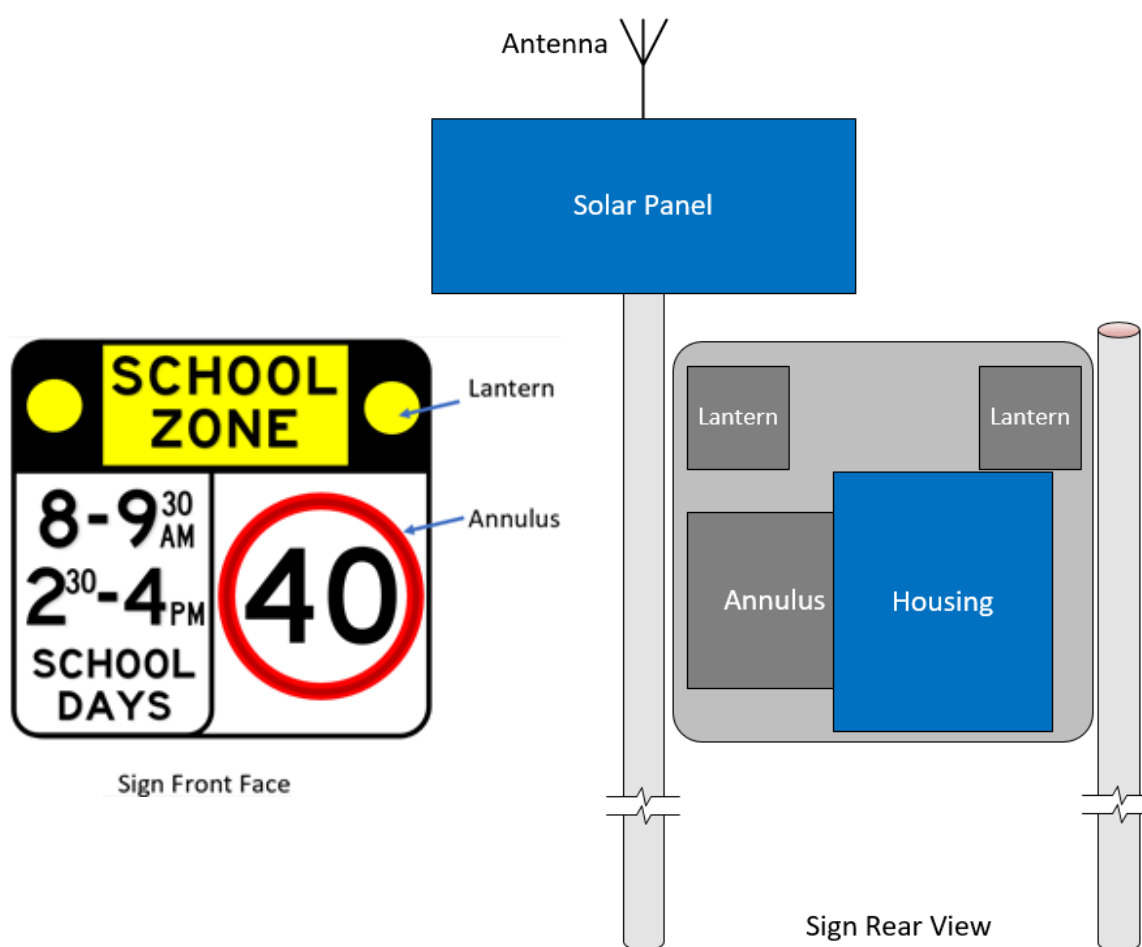 Antenna
Solar Panel
SCHOOL
ZONE
Lantern
8-9 30 AM
2 30 -4 PM
SCHOOL
DAYS
40
Annulus
Sign Front Face
Lantern
Lantern
Annulus
Housing
Sign Rear View